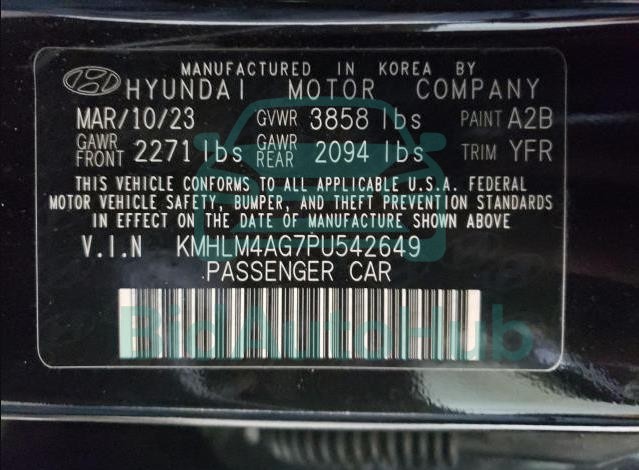 MANUFACTURED IN KOREA BY
HYUNDAI MOTOR COMPANY
MAR/10/23 GVWR 3858 lbs PAINT A2B
GAWR FRONT 2271 lbs GAWR REAR 2094 lbs TRIM YFR
THIS VEHICLE CONFORMS TO ALL APPLICABLE U.S.A. FEDERAL
MOTOR VEHICLE SAFETY, BUMPER, AND THEFT PREVENTION STANDARDS
IN EFFECT ON THE DATE OF MANUFACTURE SHOWN ABOVE
V.I.N KMHLM4AG7PU542649
PASSENGER CAR
BidAutoHub